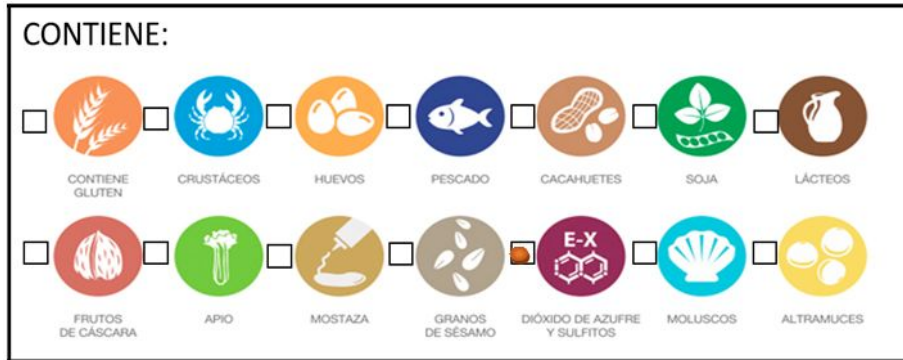 CONTIENE:
CONTIENE
GLUTEN
CRUSTÁCEOS
HUEVOS
PESCADO
CACAHUETES
SOJA
LÁCTEOS
E-X
FRUTOS
DE CÁSCARA
APIO
MOSTAZA
GRANOS
DE SÉSAMO
DIÓXIDO DE AZUFRE
Y SULFITOS
MOLUSCOS
ALTRAMUCES